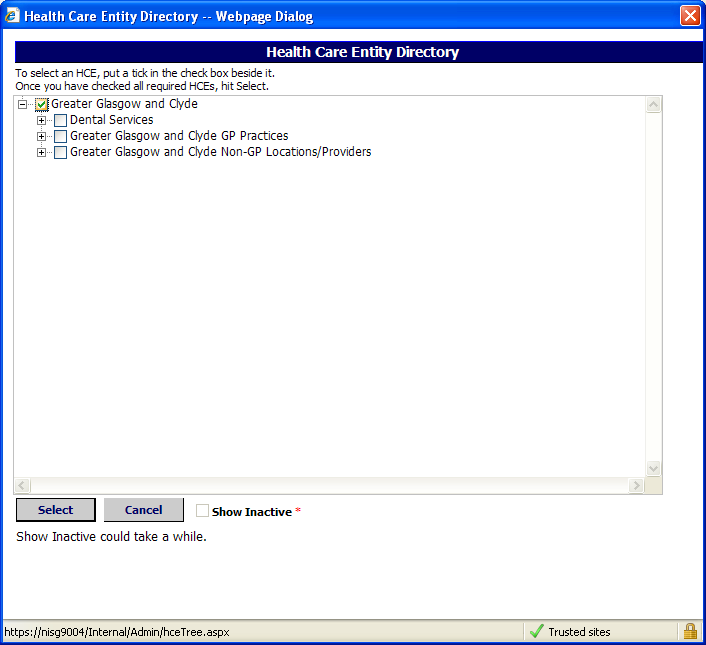 Health Care Entity Directory -- Webpage Dialog
Health Care Entity Directory
To select an HCE, put a tick in the check box beside it.
Once you have checked all required HCEs, hit Select.
Greater Glasgow and Clyde
Dental Services
Greater Glasgow and Clyde GP Practices
Greater Glasgow and Clyde Non-GP Locations/Providers
Select Cancel Show Inactive *
Show Inactive could take a while.
https://nisg9004/Internal/Admin/hceTree.aspx Trusted sites